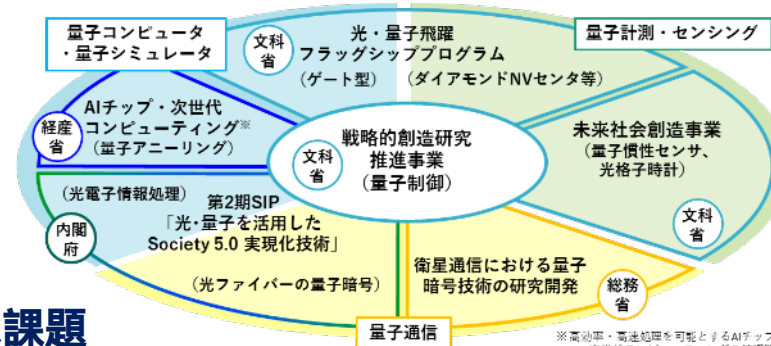 量子コンピュータ
・量子シミュレータ
文科
省
光・量子飛躍
フラッグシッププログラム
(ゲート型)
(ダイアモンドNVセンタ等)
量子計測・センシング
経産
省
AIチップ・次世代
コンピューティング※
(量子アニーリング)
文科
省
戦略的創造研究
推進事業
(量子制御)
未来社会創造事業
(量子慣性センサ、
光格子時計)
文科
省
(光電子情報処理)
内閣
府
第2期SIP
「光・量子を活用した
Society 5.0 実現化技術」
(光ファイバーの量子暗号)
衛星通信における量子
暗号技術の研究開発
総務
省
量子通信
課題
※高効率・高速処理を可能とするAIチップ